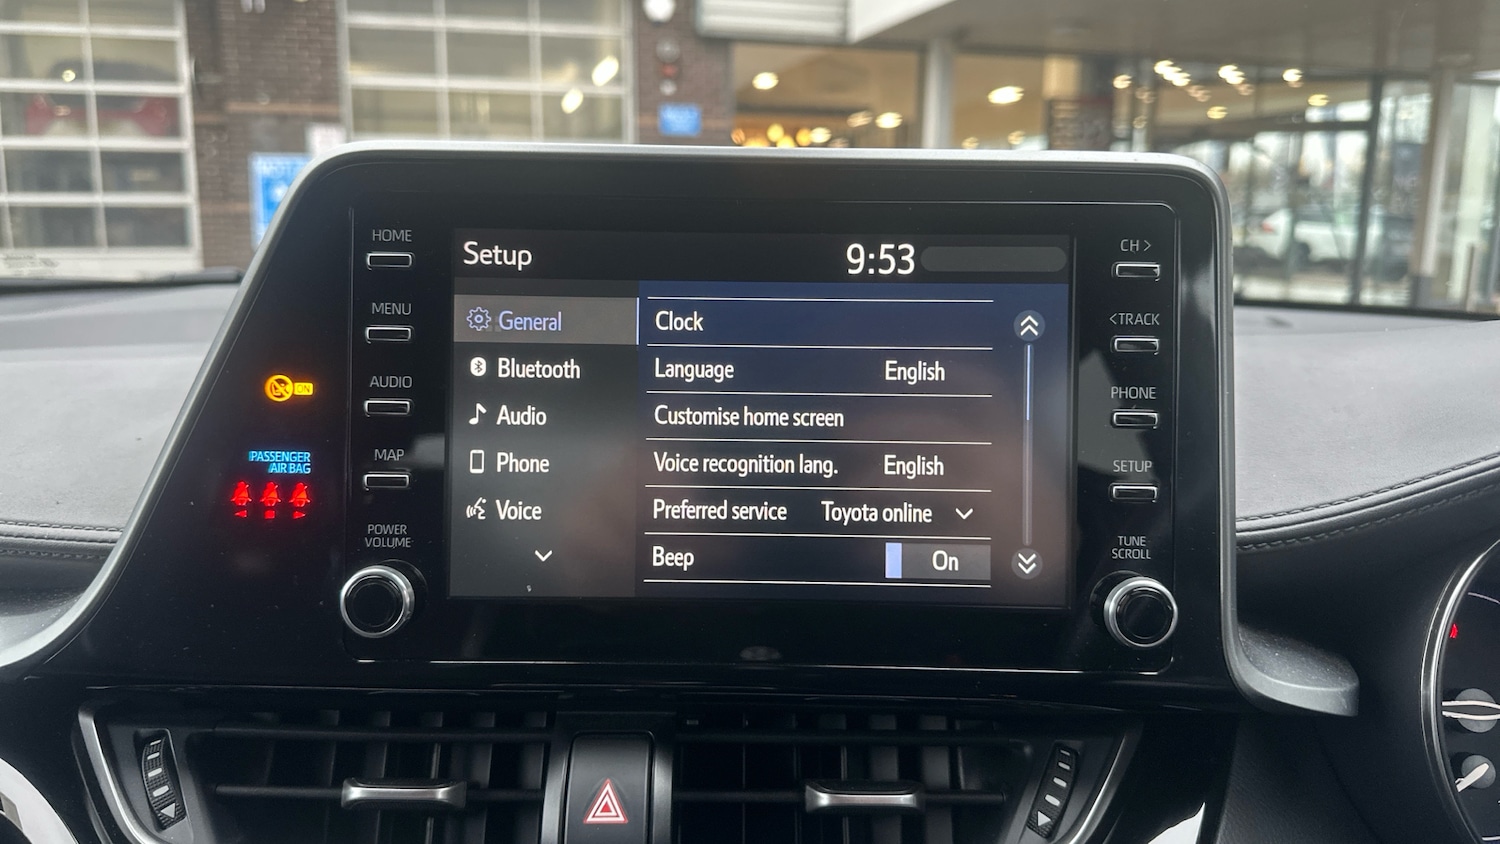 HOME
MENU
AUDIO
MAP
POWER
VOLUME
ON
PASSENGER
AIR BAG
Setup
9:53
General
Bluetooth
Audio
Phone
Voice
Clock
Language English
Customise home screen
Voice recognition lang. English
Preferred service Toyota online
Beep On
CH >
< TRACK
PHONE
SETUP
TUNE
SCROLL